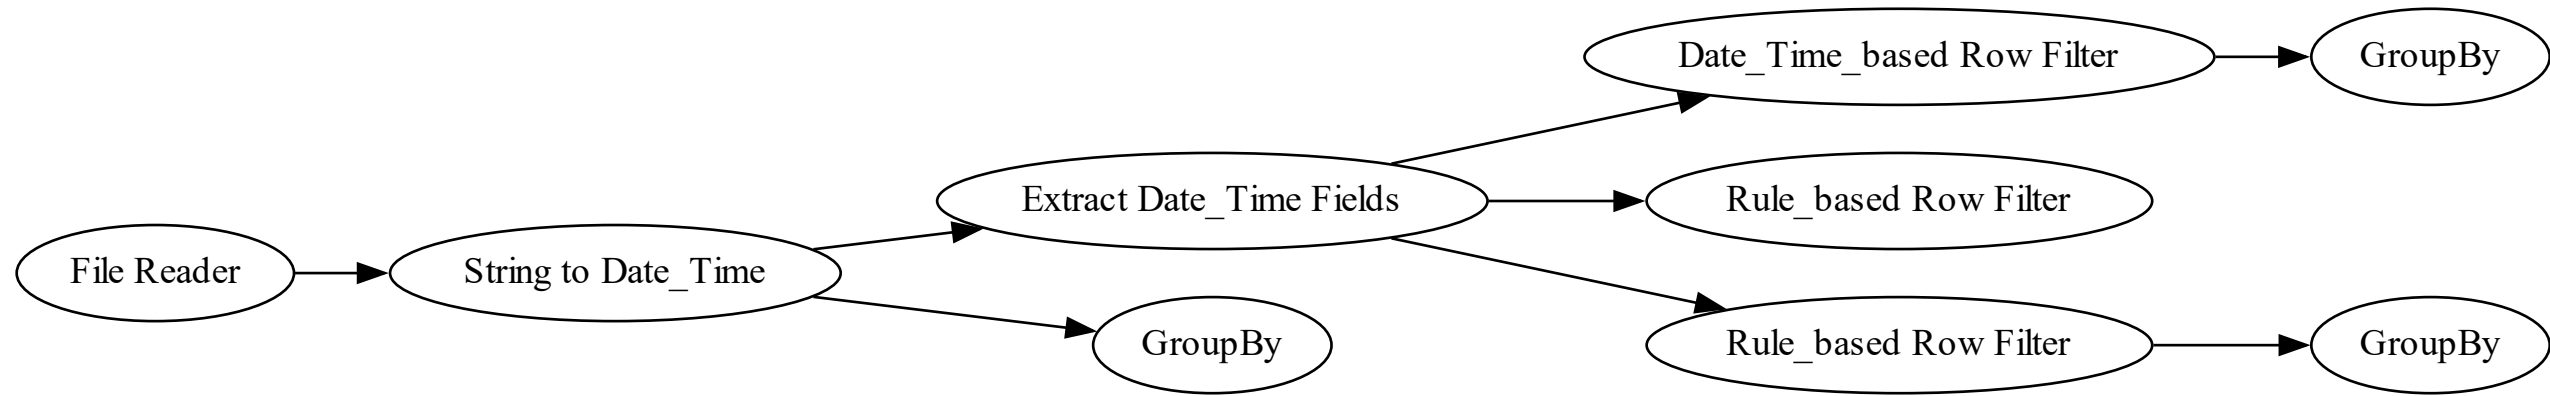 Date_Time_based Row Filter
GroupBy
Extract Date_Time Fields
Rule_based Row Filter
File Reader
String to Date_Time
GroupBy
Rule_based Row Filter
GroupBy